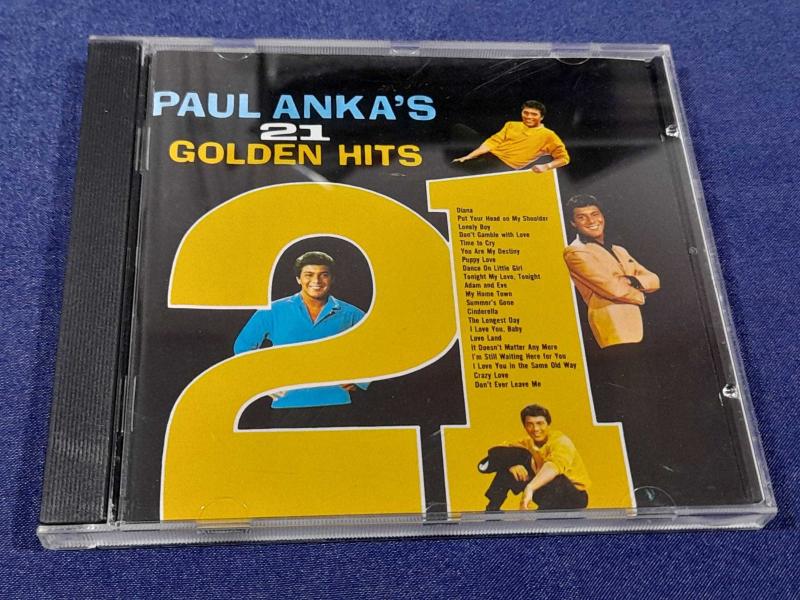 PAUL ANKA'S
21
GOLDEN HITS
21
Diana
Put Your Head on My Shoulder
Lonely Boy
Don't Gamble with Love
Time to Cry
You Are My Destiny
Puppy Love
Dance On Little Girl
Tonight My Love, Tonight
Adam and Eve
My Home Town
Summer's Gone
Cinderella
The Longest Day
I Love You, Baby
Love Land
It Doesn't Matter Any More
I'm Still Waiting Here for You
I Love You in the Same Old Way
Crazy Love
Don't Ever Leave Me